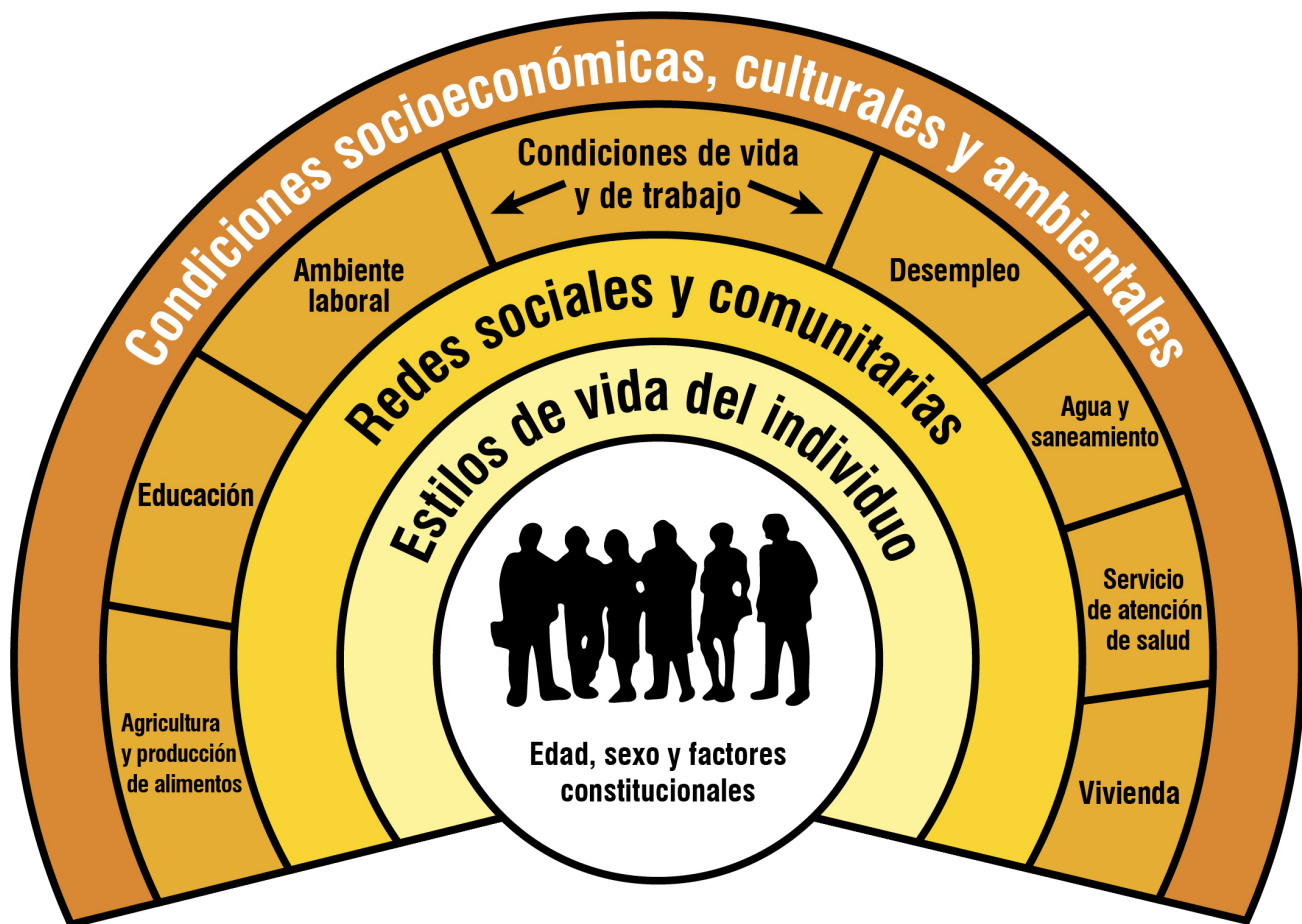 Condiciones socioeconómicas, culturales y ambientales
Condiciones de vida
y de trabajo
Ambiente
laboral
Desempleo
Redes sociales y comunitarias
Estilos de vida del individuo
Educación
Agua y
saneamiento
Servicio
de atención
de salud
Agricultura
y producción
de alimentos
Vivienda
Edad, sexo y factores
constitucionales